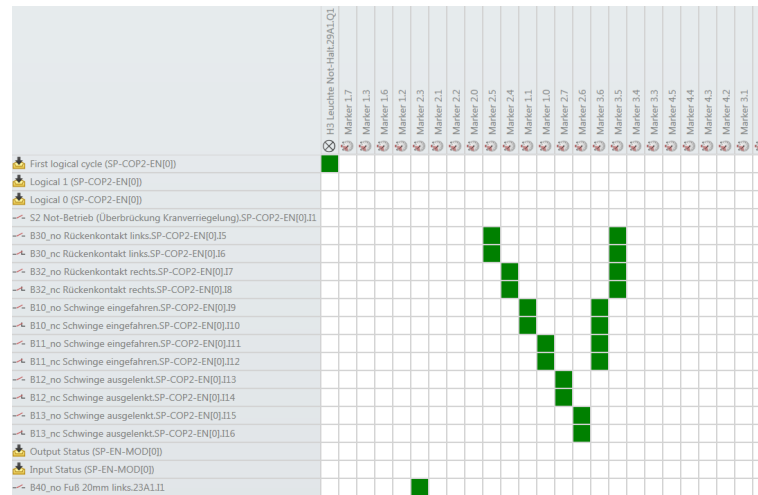 H3 Leuchte Not-Halt.29A1.Q1
Marker 1.7
Marker 1.3
Marker 1.6
Marker 1.2
Marker 2.3
Marker 2.1
Marker 2.2
Marker 2.0
Marker 2.5
Marker 2.4
Marker 1.1
Marker 1.0
Marker 2.7
Marker 2.6
Marker 3.6
Marker 3.5
Marker 3.4
Marker 3.3
Marker 4.5
Marker 4.4
Marker 4.3
Marker 4.2
Marker 3.1
First logical cycle (SP-COP2-EN[0])
Logical 1 (SP-COP2-EN[0])
Logical 0 (SP-COP2-EN[0])
S2 Not-Betrieb (Überbrückung Kranverriegelung).SP-COP2-EN[0].I1
B30_no Rückenkontakt links.SP-COP2-EN[0].I5
B30_nc Rückenkontakt links.SP-COP2-EN[0].I6
B32_no Rückenkontakt rechts.SP-COP2-EN[0].I7
B32_nc Rückenkontakt rechts.SP-COP2-EN[0].I8
B10_no Schwinge eingefahren.SP-COP2-EN[0].I9
B10_nc Schwinge eingefahren.SP-COP2-EN[0].I10
B11_no Schwinge eingefahren.SP-COP2-EN[0].I11
B11_nc Schwinge eingefahren.SP-COP2-EN[0].I12
B12_no Schwinge ausgelenkt.SP-COP2-EN[0].I13
B12_nc Schwinge ausgelenkt.SP-COP2-EN[0].I14
B13_no Schwinge ausgelenkt.SP-COP2-EN[0].I15
B13_nc Schwinge ausgelenkt.SP-COP2-EN[0].I16
Output Status (SP-EN-MOD[0])
Input Status (SP-EN-MOD[0])
B40_no Fuß 20mm links.23A1.I1